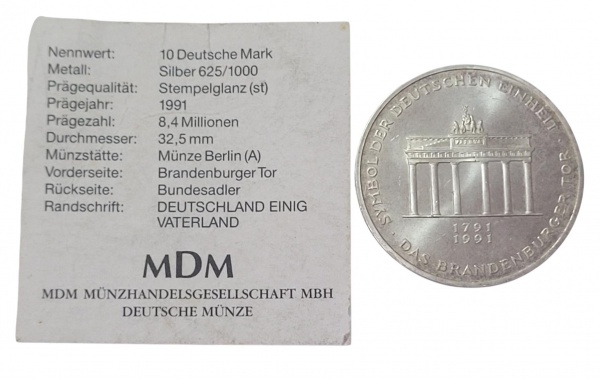 Nennwert: 10 Deutsche Mark
Metall: Silber 625/1000
Prägequalität: Stempelglanz (st)
Prägejahr: 1991
Prägezahl: 8,4 Millionen
Durchmesser: 32,5 mm
Münzstätte: Münze Berlin (A)
Vorderseite: Brandenburger Tor
Rückseite: Bundesadler
Randschrift: DEUTSCHLAND EINIG
VATERLAND
MDM
MDM MÜNZHANDELSGESELLSCHAFT MBH
DEUTSCHE MÜNZE
SYMBOL DER DEUTSCHEN EINHEIT ·
· DAS BRANDENBURGER TOR
1791
1991